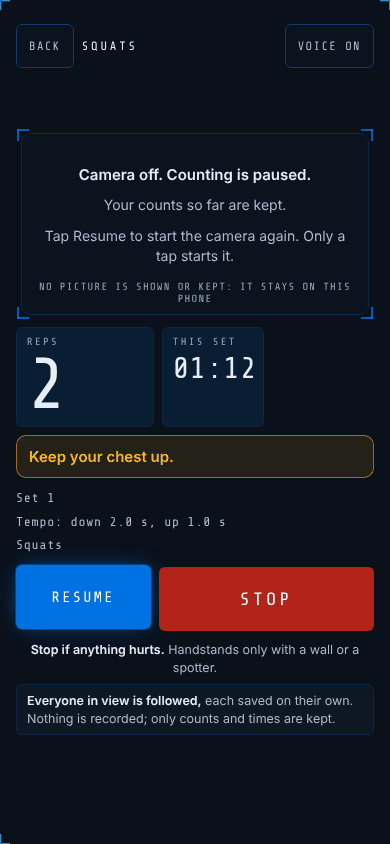 BACK
SQUATS
VOICE ON
Camera off. Counting is paused.
Your counts so far are kept.
Tap Resume to start the camera again. Only a
tap starts it.
NO PICTURE IS SHOWN OR KEPT: IT STAYS ON THIS
PHONE
REPS
2
THIS SET
01:12
Keep your chest up.
Set 1
Tempo: down 2.0 s, up 1.0 s
Squats
RESUME
STOP
Stop if anything hurts. Handstands only with a wall or a
spotter.
Everyone in view is followed, each saved on their own.
Nothing is recorded; only counts and times are kept.